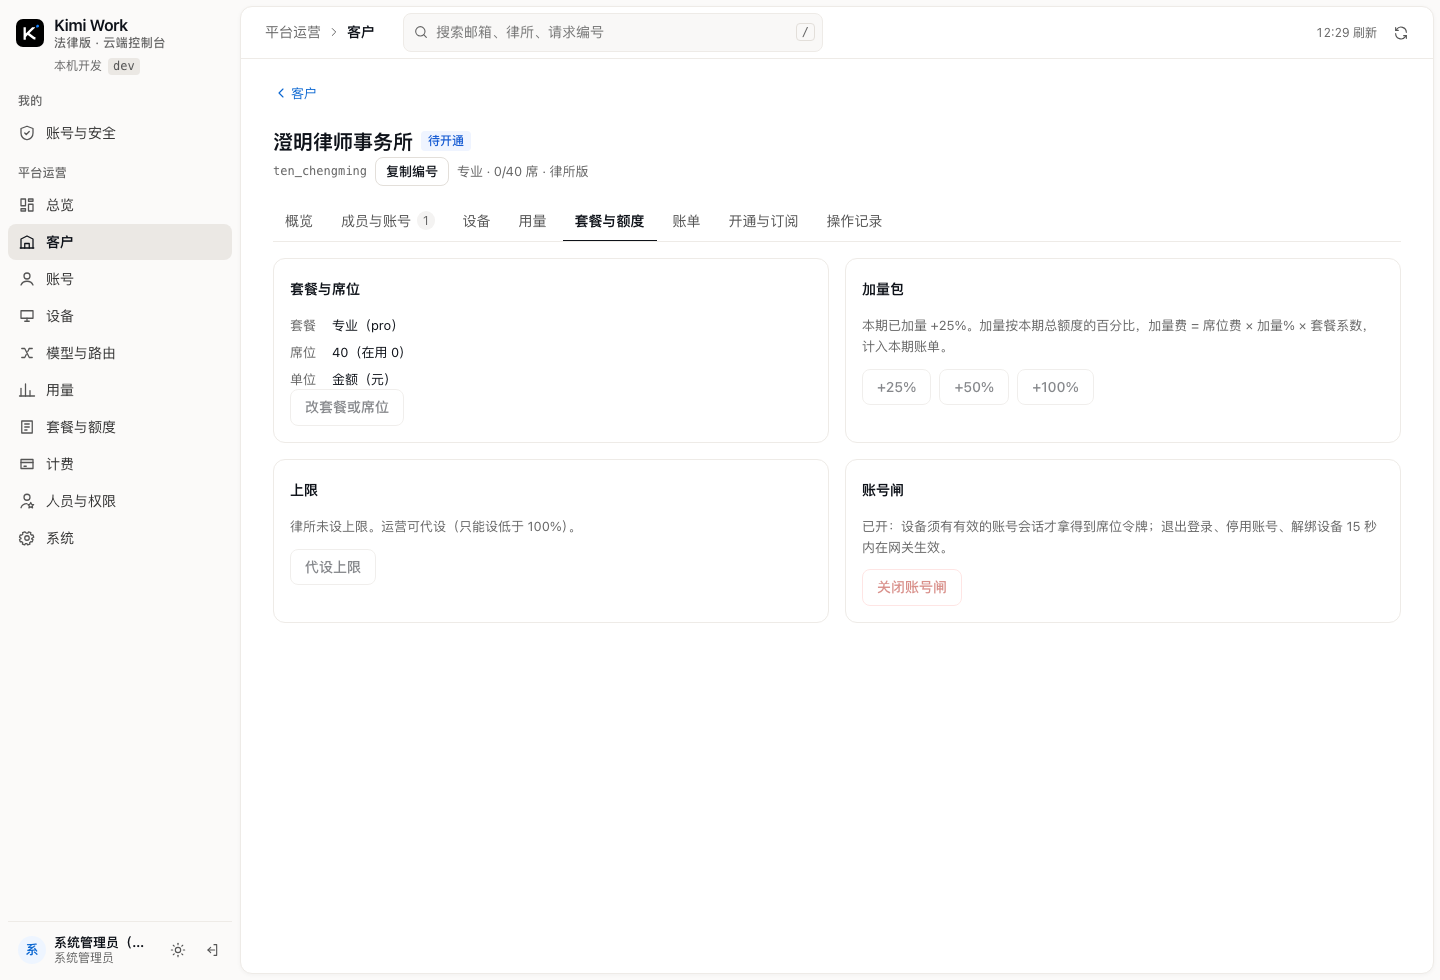 Kimi Work
法律版 · 云端控制台
本机开发 dev
我的
账号与安全
平台运营
总览
客户
账号
设备
模型与路由
用量
套餐与额度
计费
人员与权限
系统
系
系统管理员（...
系统管理员
平台运营 > 客户
搜索邮箱、律所、请求编号 /
12:29 刷新
客户
澄明律师事务所 待开通
ten_chengming 复制编号 专业 · 0/40 席 · 律所版
概览 成员与账号 1 设备 用量 套餐与额度 账单 开通与订阅 操作记录
套餐与席位
套餐 专业（pro）
席位 40（在用 0）
单位 金额（元）
改套餐或席位
加量包
本期已加量 +25%。加量按本期总额度的百分比，加量费 = 席位费 × 加量% × 套餐系数，
计入本期账单。
+25% +50% +100%
上限
律所未设上限。运营可代设（只能设低于 100%）。
代设上限
账号闸
已开：设备须有有效的账号会话才拿得到席位令牌；退出登录、停用账号、解绑设备 15 秒
内在网关生效。
关闭账号闸